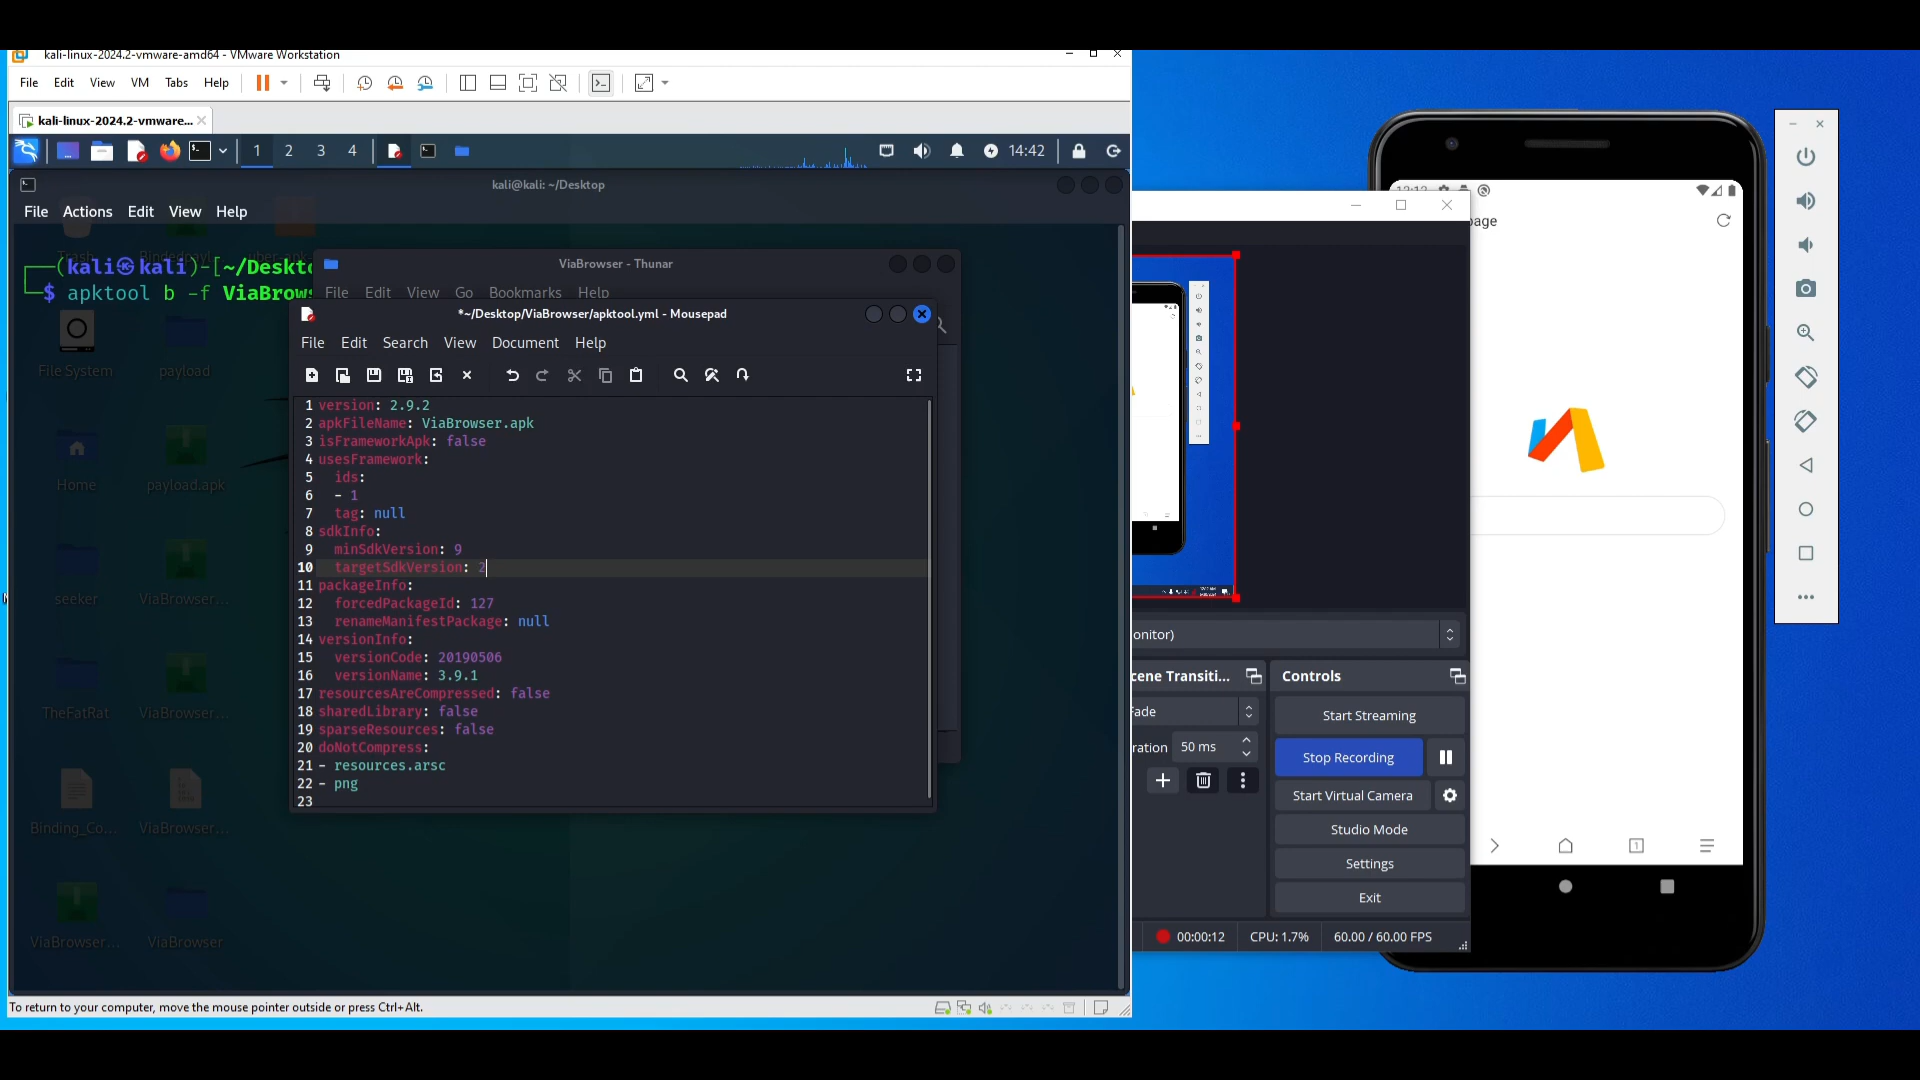 kali-linux-2024.2-vmware-amd64 - VMware Workstation
File Edit View VM Tabs Help
kali-linux-2024.2-vmware...
1 2 3 4
14:42
kali@kali: ~/Desktop
File Actions Edit View Help
(kali㉿kali)-[~/Deskto
$ apktool b -f ViaBrows
ViaBrowser - Thunar
File Edit View Go Bookmarks Help
*~/Desktop/ViaBrowser/apktool.yml - Mousepad
File Edit Search View Document Help
1 version: 2.9.2
2 apkFileName: ViaBrowser.apk
3 isFrameworkApk: false
4 usesFramework:
5 ids:
6 - 1
7 tag: null
8 sdkInfo:
9 minSdkVersion: 9
10 targetSdkVersion: 2
11 packageInfo:
12 forcedPackageId: 127
13 renameManifestPackage: null
14 versionInfo:
15 versionCode: 20190506
16 versionName: 3.9.1
17 resourcesAreCompressed: false
18 sharedLibrary: false
19 sparseResources: false
20 doNotCompress:
21 - resources.arsc
22 - png
23
Trash
File System
payload
Home
payload.apk
seeker
ViaBrowser...
TheFatRat
ViaBrowser...
Binding_Co...
ViaBrowser...
ViaBrowser...
ViaBrowser
To return to your computer, move the mouse pointer outside or press Ctrl+Alt.
onitor)
cene Transiti...
Controls
ade
ration
50 ms
Start Streaming
Stop Recording
Start Virtual Camera
Studio Mode
Settings
Exit
00:00:12
CPU: 1.7%
60.00 / 60.00 FPS
12:12
page
1